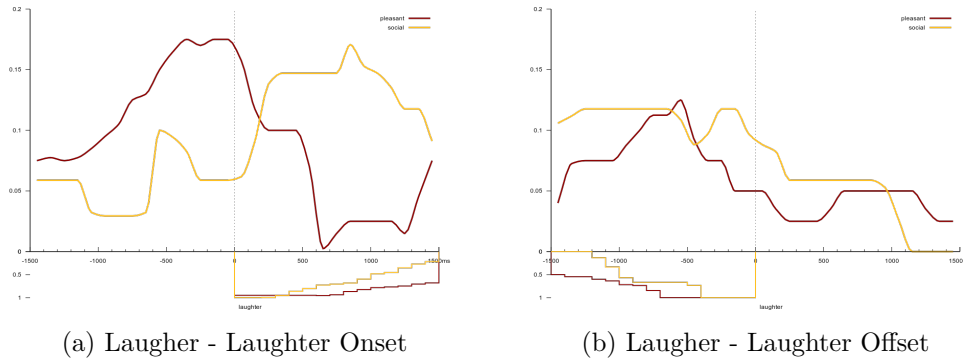 0.2
0.15
0.1
0.05
0
-1500 -1000 -500 0 500 1000 1500ms
0.5
1
pleasant
social
laughter
(a) Laugher - Laughter Onset
0.2
0.15
0.1
0.05
0
-1500 -1000 -500 0 500 1000 1500
0.5
1
pleasant
social
laughter
(b) Laugher - Laughter Offset